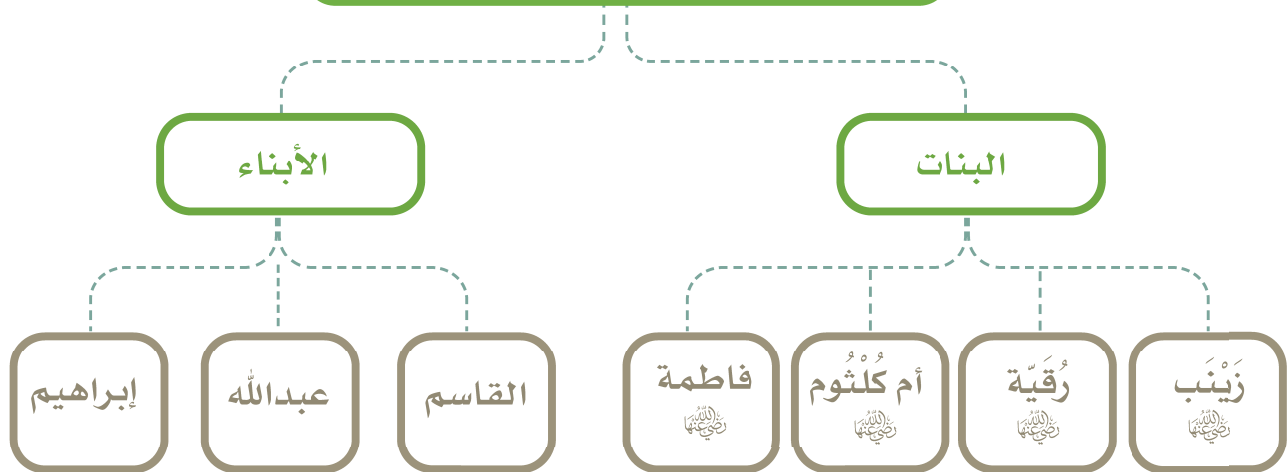 البنات
الأبناء
زَيْنَب
رضي الله عنها
رُقَيّة
رضي الله عنها
أم كُلْثُوم
رضي الله عنها
فاطمة
رضي الله عنها
القاسم
عبدالله
إبراهيم